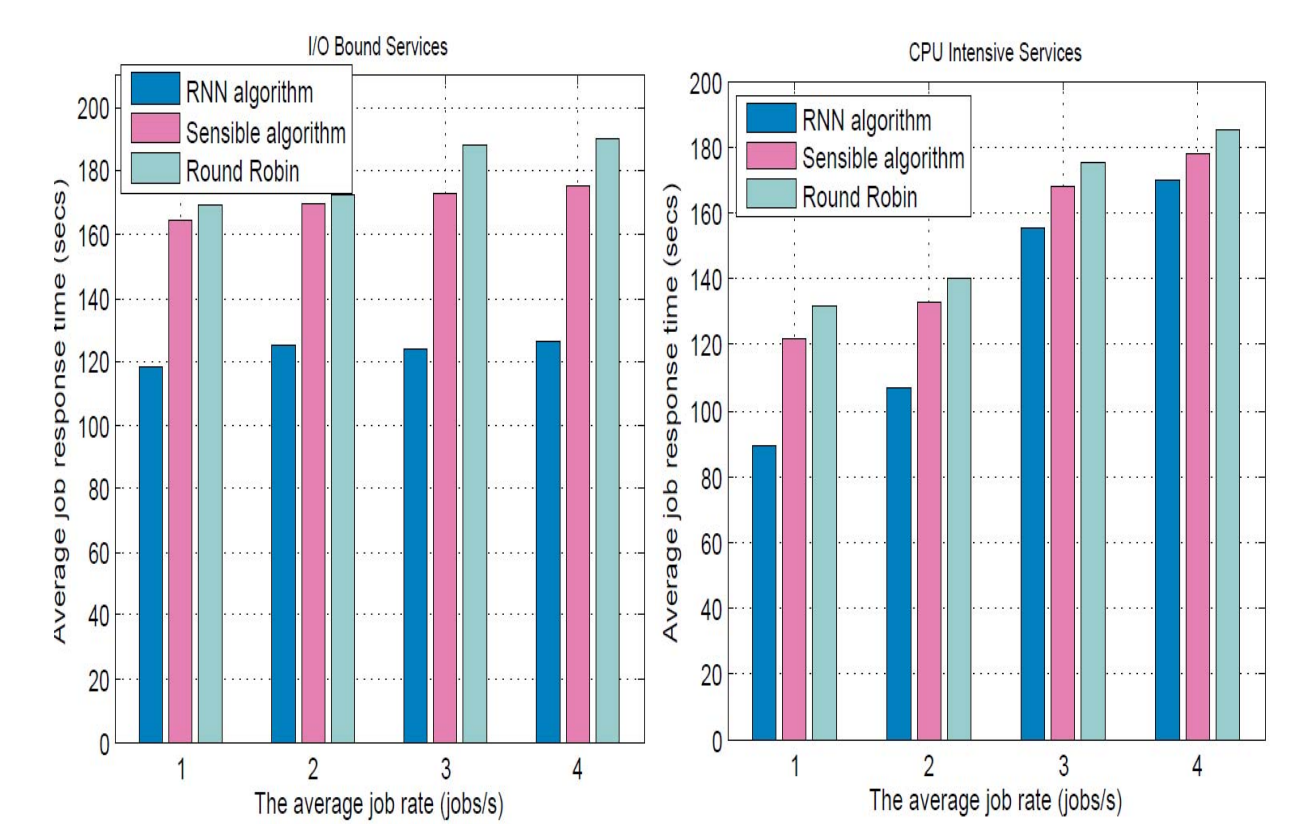 I/O Bound Services
RNN algorithm
Sensible algorithm
Round Robin
200
180
160
140
120
100
80
60
40
20
0
Average job response time (secs)
1 2 3 4
The average job rate (jobs/s)
CPU Intensive Services
RNN algorithm
Sensible algorithm
Round Robin
200
180
160
140
120
100
80
60
40
20
0
Average job response time (secs)
1 2 3 4
The average job rate (jobs/s)